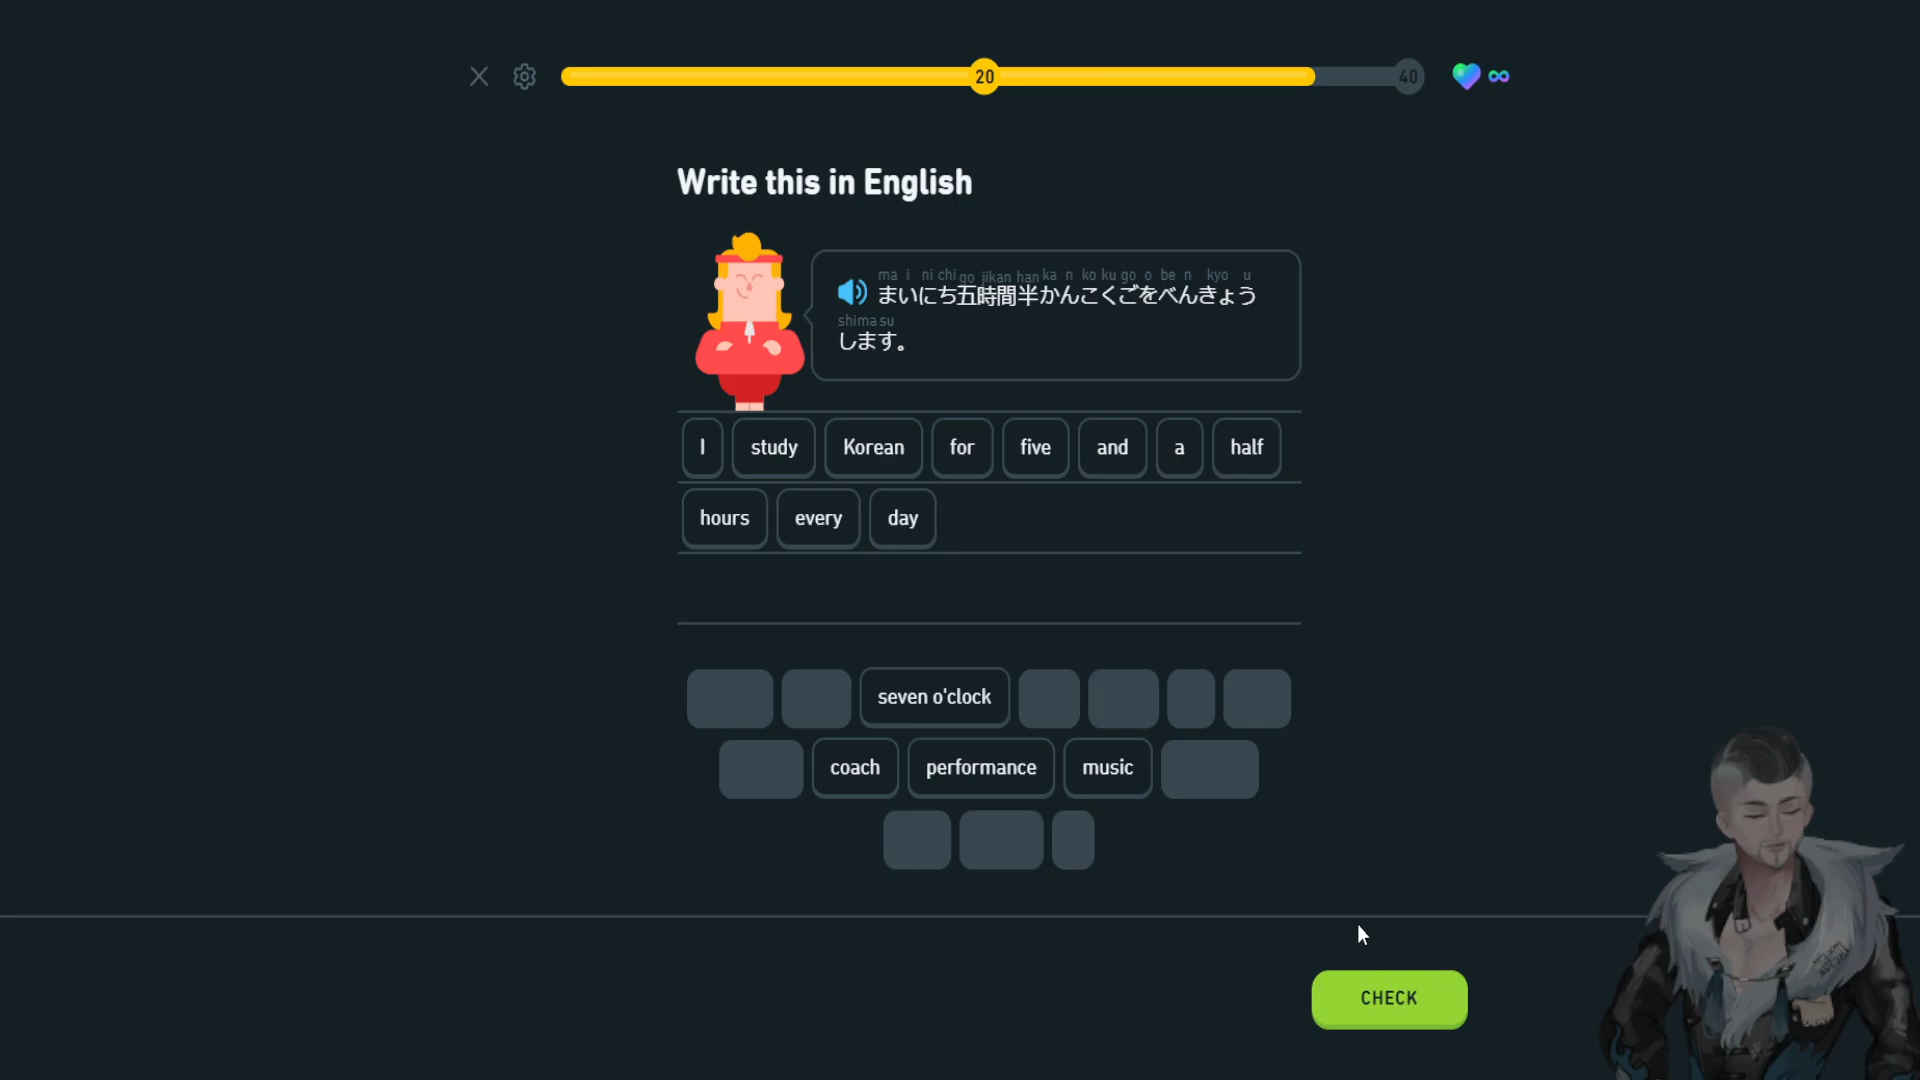 20
40
Write this in English
ma i ni chi go jikan han ka n ko ku go o be n kyo u
まいにち五時間半かんこくごをべんきょう
shima su
します。
I study Korean for five and a half
hours every day
seven o'clock
coach performance music
CHECK